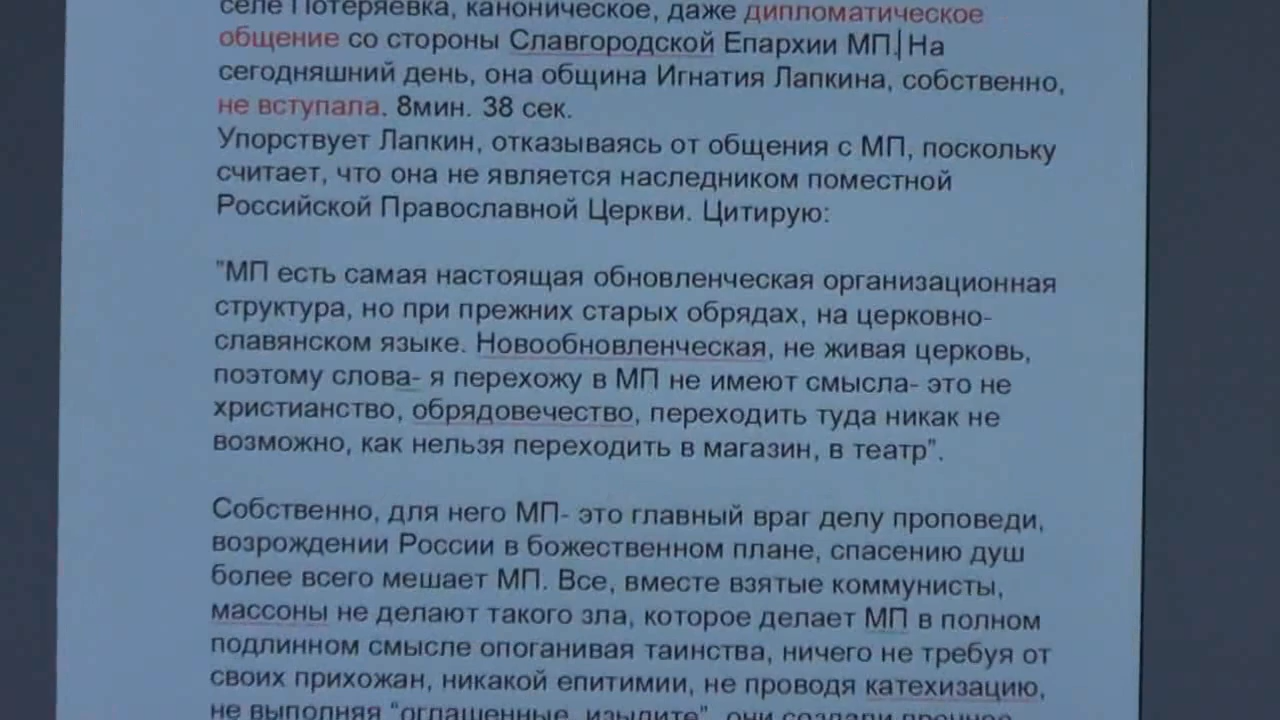 селе Потеряевка, каноническое, даже дипломатическое
общение со стороны Славгородской Епархии МП. На
сегодняшний день, она община Игнатия Лапкина, собственно,
не вступала. 8мин. 38 сек.
Упорствует Лапкин, отказываясь от общения с МП, поскольку
считает, что она не является наследником поместной
Российской Православной Церкви. Цитирую:
"МП есть самая настоящая обновленческая организационная
структура, но при прежних старых обрядах, на церковно-
славянском языке. Новообновленческая, не живая церковь,
поэтому слова- я перехожу в МП не имеют смысла- это не
христианство, обрядовечество, переходить туда никак не
возможно, как нельзя переходить в магазин, в театр".
Собственно, для него МП- это главный враг делу проповеди,
возрождении России в божественном плане, спасению душ
более всего мешает МП. Все, вместе взятые коммунисты,
массоны не делают такого зла, которое делает МП в полном
подлинном смысле опоганивая таинства, ничего не требуя от
своих прихожан, никакой епитимии, не проводя катехизацию,
не выполняя "оглашенные, изыдите", они создали